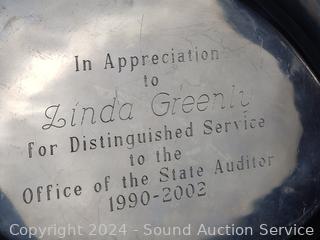 In Appreciation
to
Linda Greenly
for Distinguished Service
to the
Office of the State Auditor
1990-2002
Copyright 2024 - Sound Auction Service